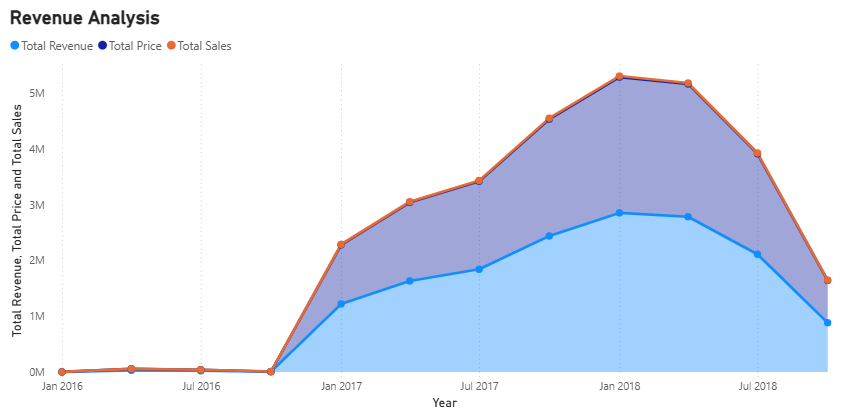 Revenue Analysis
Total Revenue Total Price Total Sales
Total Revenue, Total Price and Total Sales
5M
4M
3M
2M
1M
0M
Jan 2016 Jul 2016 Jan 2017 Jul 2017 Jan 2018 Jul 2018
Year